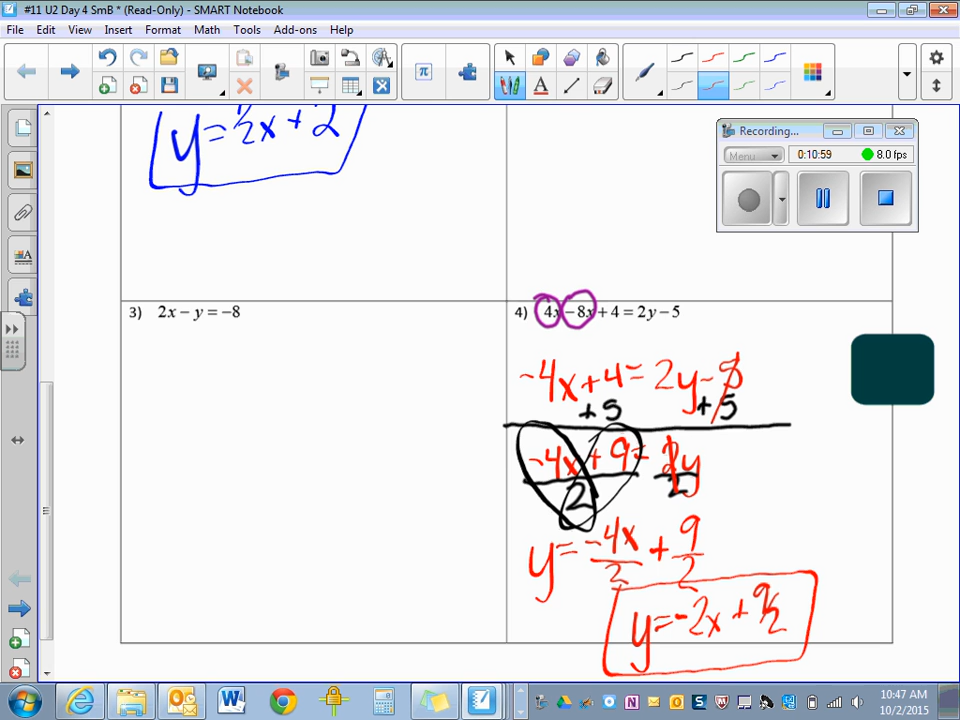 #11 U2 Day 4 SmB * (Read-Only) - SMART Notebook
File Edit View Insert Format Math Tools Add-ons Help
π
A
Recording...
Menu 0:10:59 8.0 fps
y = 1/2x + 2
3) 2x − y = −8
4) 4x − 8x + 4 = 2y − 5
-4x + 4 = 2y - 5
+5 +5
-4x + 9 = 2y
2 2
y = -4x/2 + 9/2
y = -2x + 9/2
10:47 AM
10/2/2015